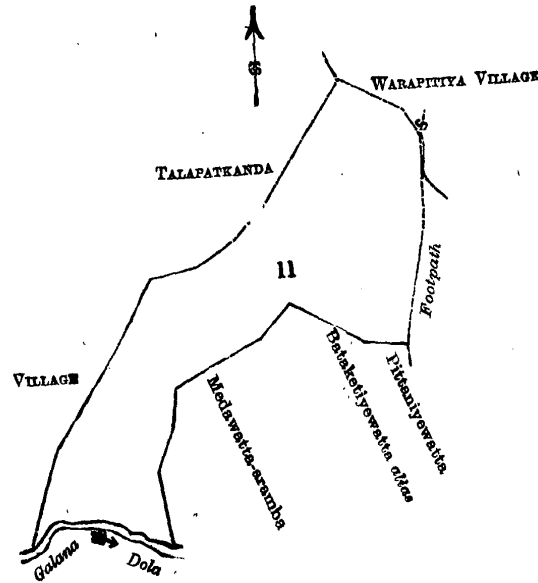 WARAPITIYA VILLAGE
TALAPATKANDA
11
Footpath
VILLAGE
Medawatta-aramba
Bataketiyewatta alias
Pittaniyewatta
Galana Dola